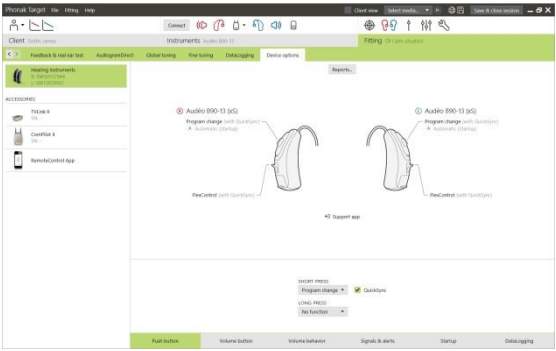 Phonak Target File Fitting Help
Client view Select media... Save & close session
Connect
Client Smith, James
Instruments Audéo B90-13
Fitting
Feedback & real ear test AudiogramDirect Global tuning Fine tuning DataLogging Device options
Hearing instruments
Reports...
ACCESSORIES
TVLink II
S/N
ComPilot II
S/N
RemoteControl App
R Audéo B90-13 (xS)
Program change (with QuickSync)
Automatic (Startup)
FlexControl (with QuickSync)
L Audéo B90-13 (xS)
Program change (with QuickSync)
Automatic (Startup)
FlexControl (with QuickSync)
Support app
SHORT PRESS
Program change QuickSync
LONG PRESS
No function
Push button Volume button Volume behavior Signals & alerts Startup DataLogging